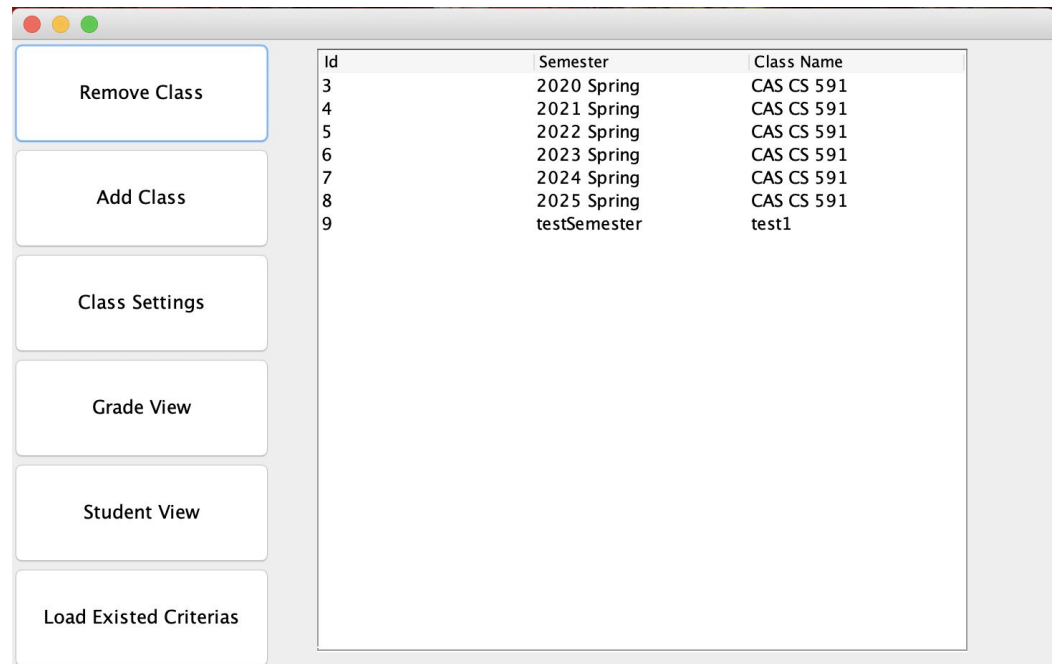 Remove Class
Add Class
Class Settings
Grade View
Student View
Load Existed Criterias
Id Semester Class Name
3 2020 Spring CAS CS 591
4 2021 Spring CAS CS 591
5 2022 Spring CAS CS 591
6 2023 Spring CAS CS 591
7 2024 Spring CAS CS 591
8 2025 Spring CAS CS 591
9 testSemester test1